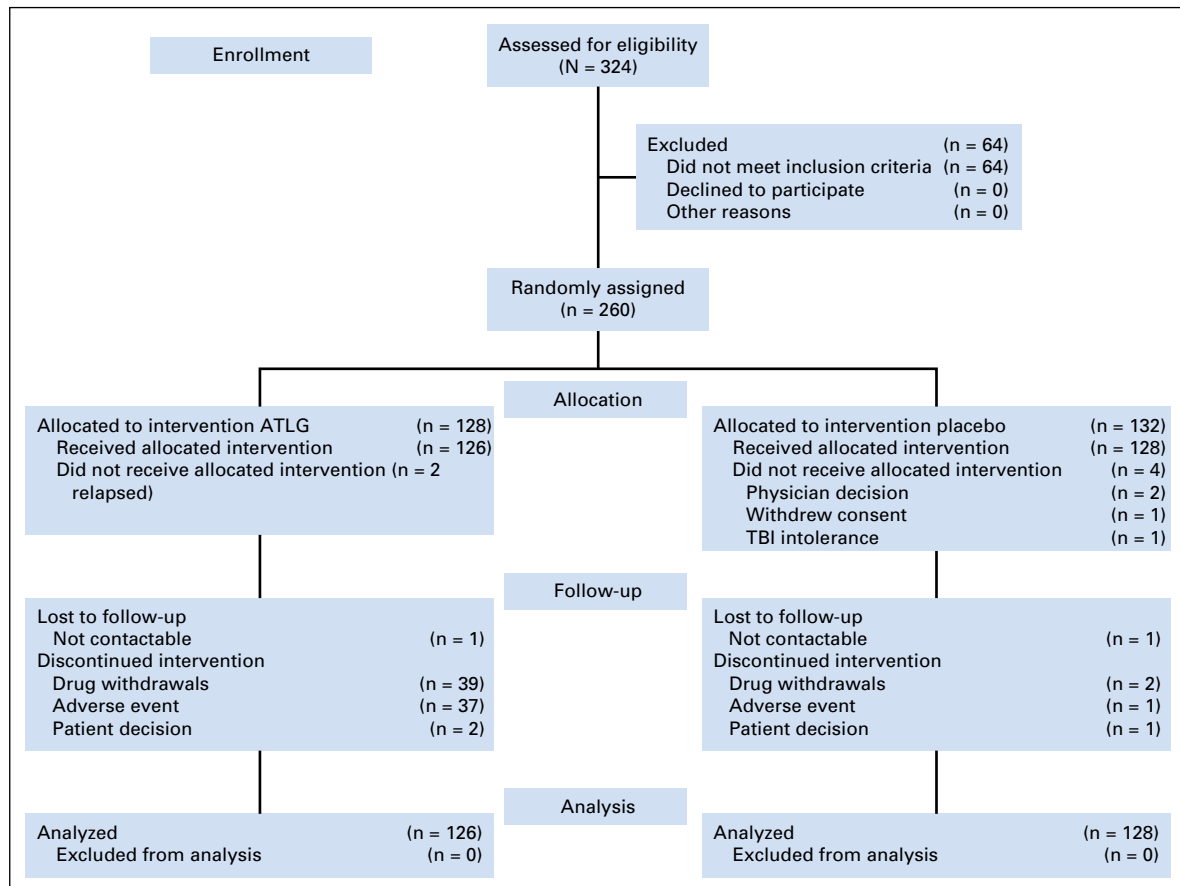 Enrollment
Assessed for eligibility
(N = 324)
Excluded (n = 64)
Did not meet inclusion criteria (n = 64)
Declined to participate (n = 0)
Other reasons (n = 0)
Randomly assigned
(n = 260)
Allocation
Allocated to intervention ATLG (n = 128)
Received allocated intervention (n = 126)
Did not receive allocated intervention (n = 2
relapsed)
Allocated to intervention placebo (n = 132)
Received allocated intervention (n = 128)
Did not receive allocated intervention (n = 4)
Physician decision (n = 2)
Withdrew consent (n = 1)
TBI intolerance (n = 1)
Follow-up
Lost to follow-up
Not contactable (n = 1)
Discontinued intervention
Drug withdrawals (n = 39)
Adverse event (n = 37)
Patient decision (n = 2)
Lost to follow-up
Not contactable (n = 1)
Discontinued intervention
Drug withdrawals (n = 2)
Adverse event (n = 1)
Patient decision (n = 1)
Analysis
Analyzed (n = 126)
Excluded from analysis (n = 0)
Analyzed (n = 128)
Excluded from analysis (n = 0)